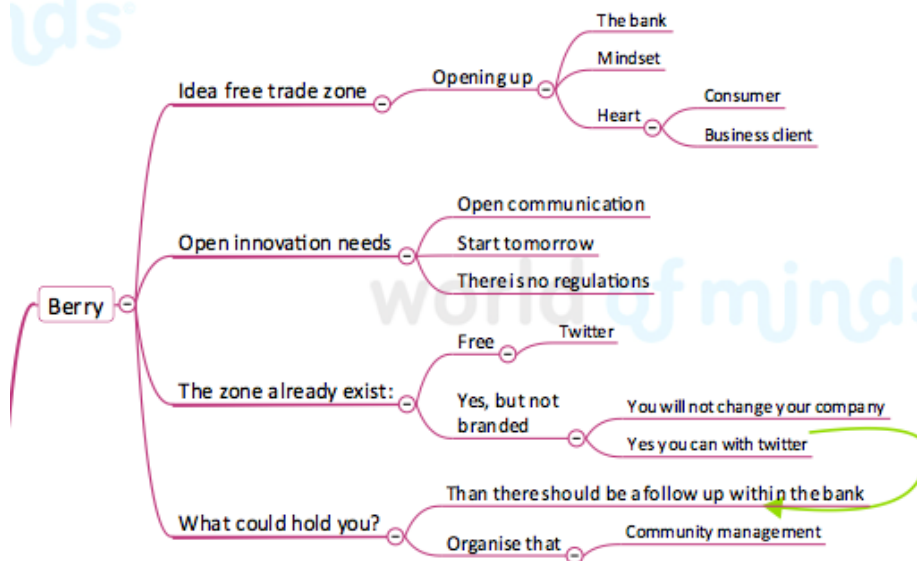 The bank
Mindset
Idea free trade zone
Opening up
Heart
Consumer
Business client
Open communication
Open innovation needs
Start tomorrow
There is no regulations
world of minds
Berry
Free
Twitter
The zone already exist:
Yes, but not
branded
You will not change your company
Yes you can with twitter
What could hold you?
Than there should be a follow up within the bank
Organise that
Community management